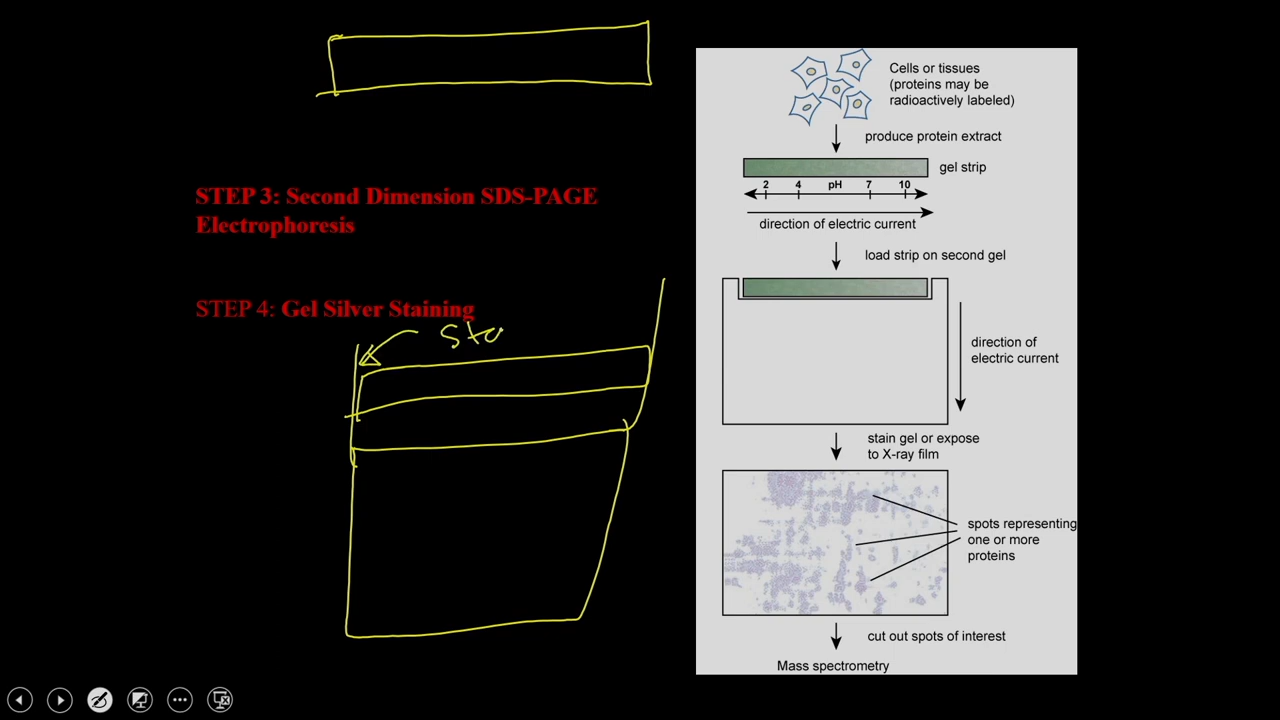 STEP 3: Second Dimension SDS-PAGE
Electrophoresis
STEP 4: Gel Silver Staining
Sta
Cells or tissues
(proteins may be
radioactively labeled)
produce protein extract
gel strip
2 4 pH 7 10
direction of electric current
load strip on second gel
direction of
electric current
stain gel or expose
to X-ray film
spots representing
one or more
proteins
cut out spots of interest
Mass spectrometry